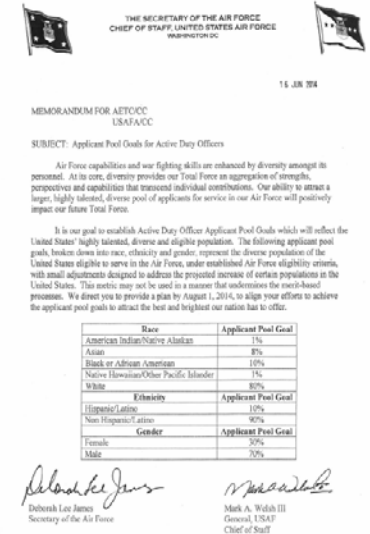 THE SECRETARY OF THE AIR FORCE
CHIEF OF STAFF, UNITED STATES AIR FORCE
WASHINGTON DC
16 JUN 2014
MEMORANDUM FOR AETC/CC
USAFA/CC
SUBJECT: Applicant Pool Goals for Active Duty Officers
Air Force capabilities and war fighting skills are enhanced by diversity amongst its
personnel. At its core, diversity provides our Total Force an aggregation of strengths,
perspectives and capabilities that transcend individual contributions. Our ability to attract a
larger, highly talented, diverse pool of applicants for service in our Air Force will positively
impact our future Total Force.
It is our goal to establish Active Duty Officer Applicant Pool Goals which will reflect the
United States' highly talented, diverse and eligible population. The following applicant pool
goals, broken down into race, ethnicity and gender, represent the diverse population of the
United States eligible to serve in the Air Force, under established Air Force eligibility criteria,
with small adjustments designed to address the projected increase of certain populations in the
United States. This metric may not be used in a manner that undermines the merit-based
processes. We direct you to provide a plan by August 1, 2014, to align your efforts to achieve
the applicant pool goals to attract the best and brightest our nation has to offer.
Race Applicant Pool Goal
American Indian/Native Alaskan 1%
Asian 8%
Black or African American 10%
Native Hawaiian/Other Pacific Islander 1%
White 80%
Ethnicity Applicant Pool Goal
Hispanic/Latino 10%
Non Hispanic/Latino 90%
Gender Applicant Pool Goal
Female 30%
Male 70%
Deborah Lee James
Deborah Lee James Mark A. Welsh III
Secretary of the Air Force General, USAF
Chief of Staff